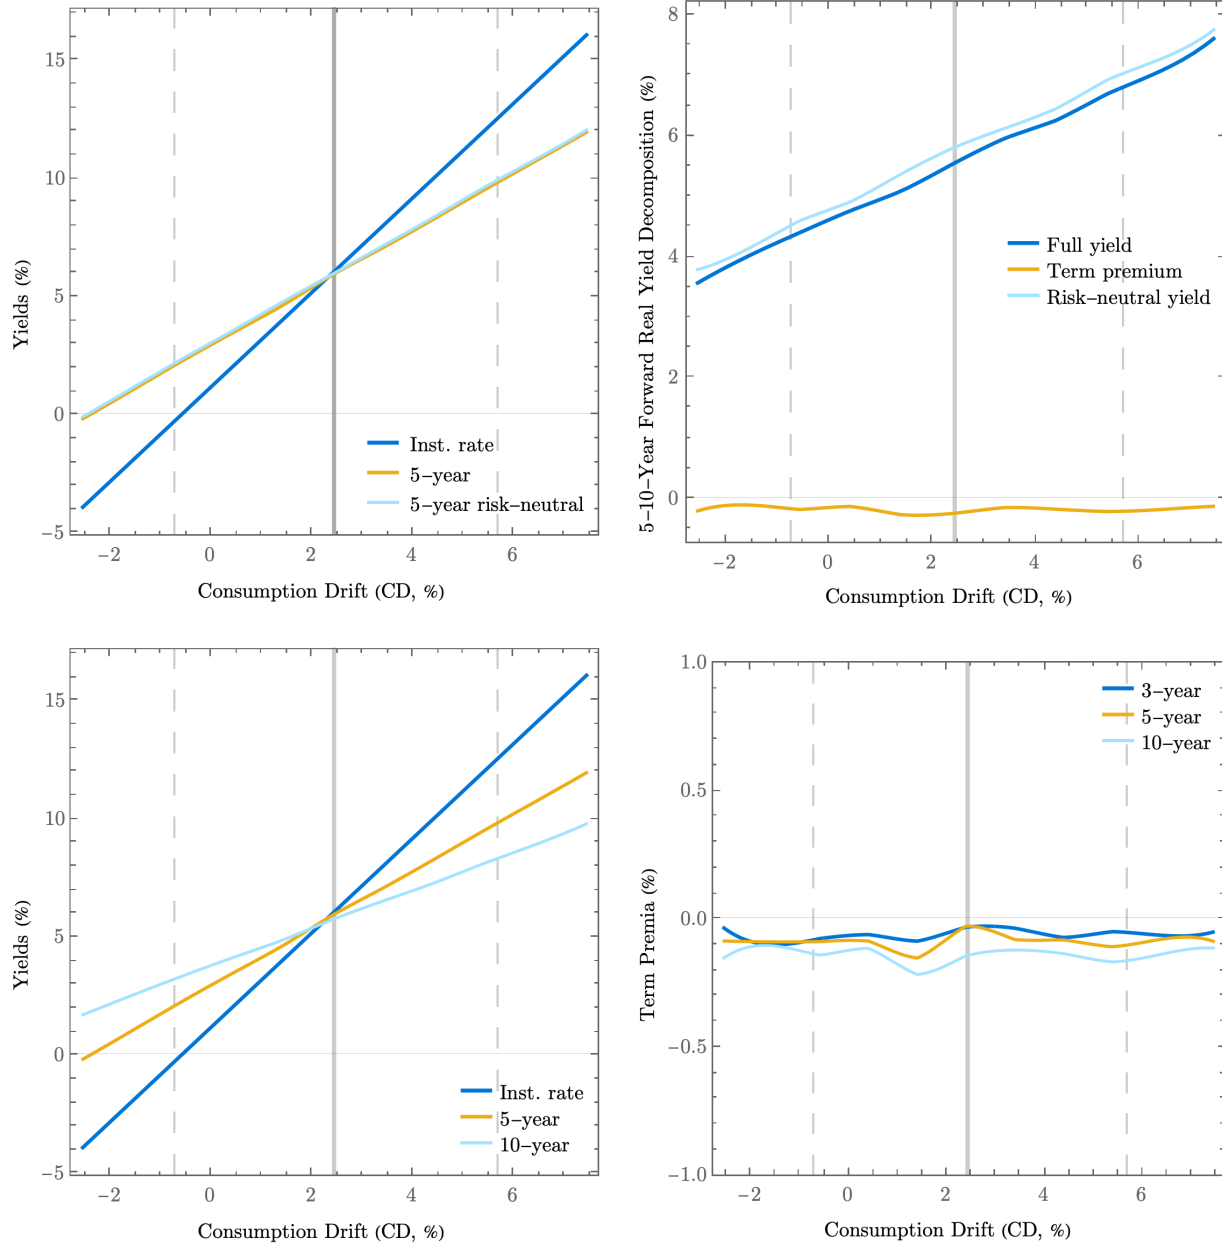 Yields (%)
15
10
5
0
−5
−2 0 2 4 6
Consumption Drift (CD, %)
Inst. rate
5−year
5−year risk−neutral
5−10−Year Forward Real Yield Decomposition (%)
8
6
4
2
0
−2 0 2 4 6
Consumption Drift (CD, %)
Full yield
Term premium
Risk−neutral yield
Yields (%)
15
10
5
0
−5
−2 0 2 4 6
Consumption Drift (CD, %)
Inst. rate
5−year
10−year
Term Premia (%)
1.0
0.5
0.0
−0.5
−1.0
−2 0 2 4 6
Consumption Drift (CD, %)
3−year
5−year
10−year